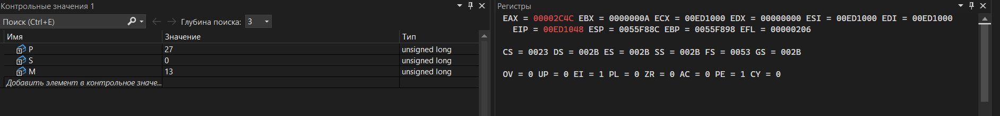 Контрольные значения 1
Поиск (Ctrl+E)
Глубина поиска: 3
Имя Значение Тип
P 27 unsigned long
S 0 unsigned long
M 13 unsigned long
Добавить элемент в контрольное значе...
Регистры
EAX = 00002C4C EBX = 0000000A ECX = 00ED1000 EDX = 00000000 ESI = 00ED1000 EDI = 00ED1000
EIP = 00ED1048 ESP = 0055F88C EBP = 0055F898 EFL = 00000206
CS = 0023 DS = 002B ES = 002B SS = 002B FS = 0053 GS = 002B
OV = 0 UP = 0 EI = 1 PL = 0 ZR = 0 AC = 0 PE = 1 CY = 0